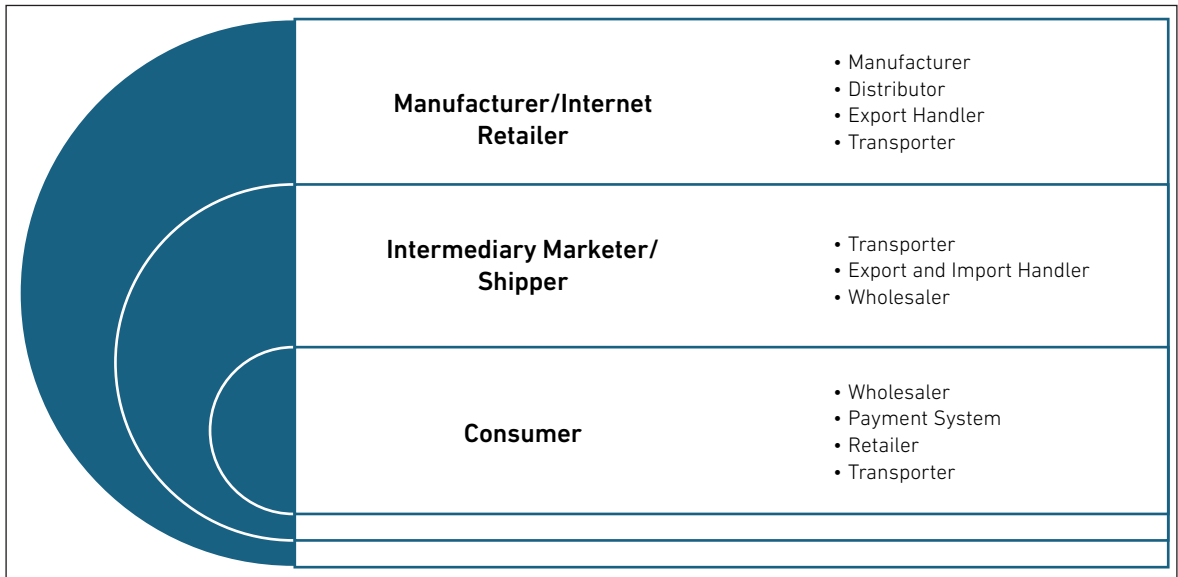 Manufacturer/Internet
Retailer
• Manufacturer
• Distributor
• Export Handler
• Transporter
Intermediary Marketer/
Shipper
• Transporter
• Export and Import Handler
• Wholesaler
Consumer
• Wholesaler
• Payment System
• Retailer
• Transporter